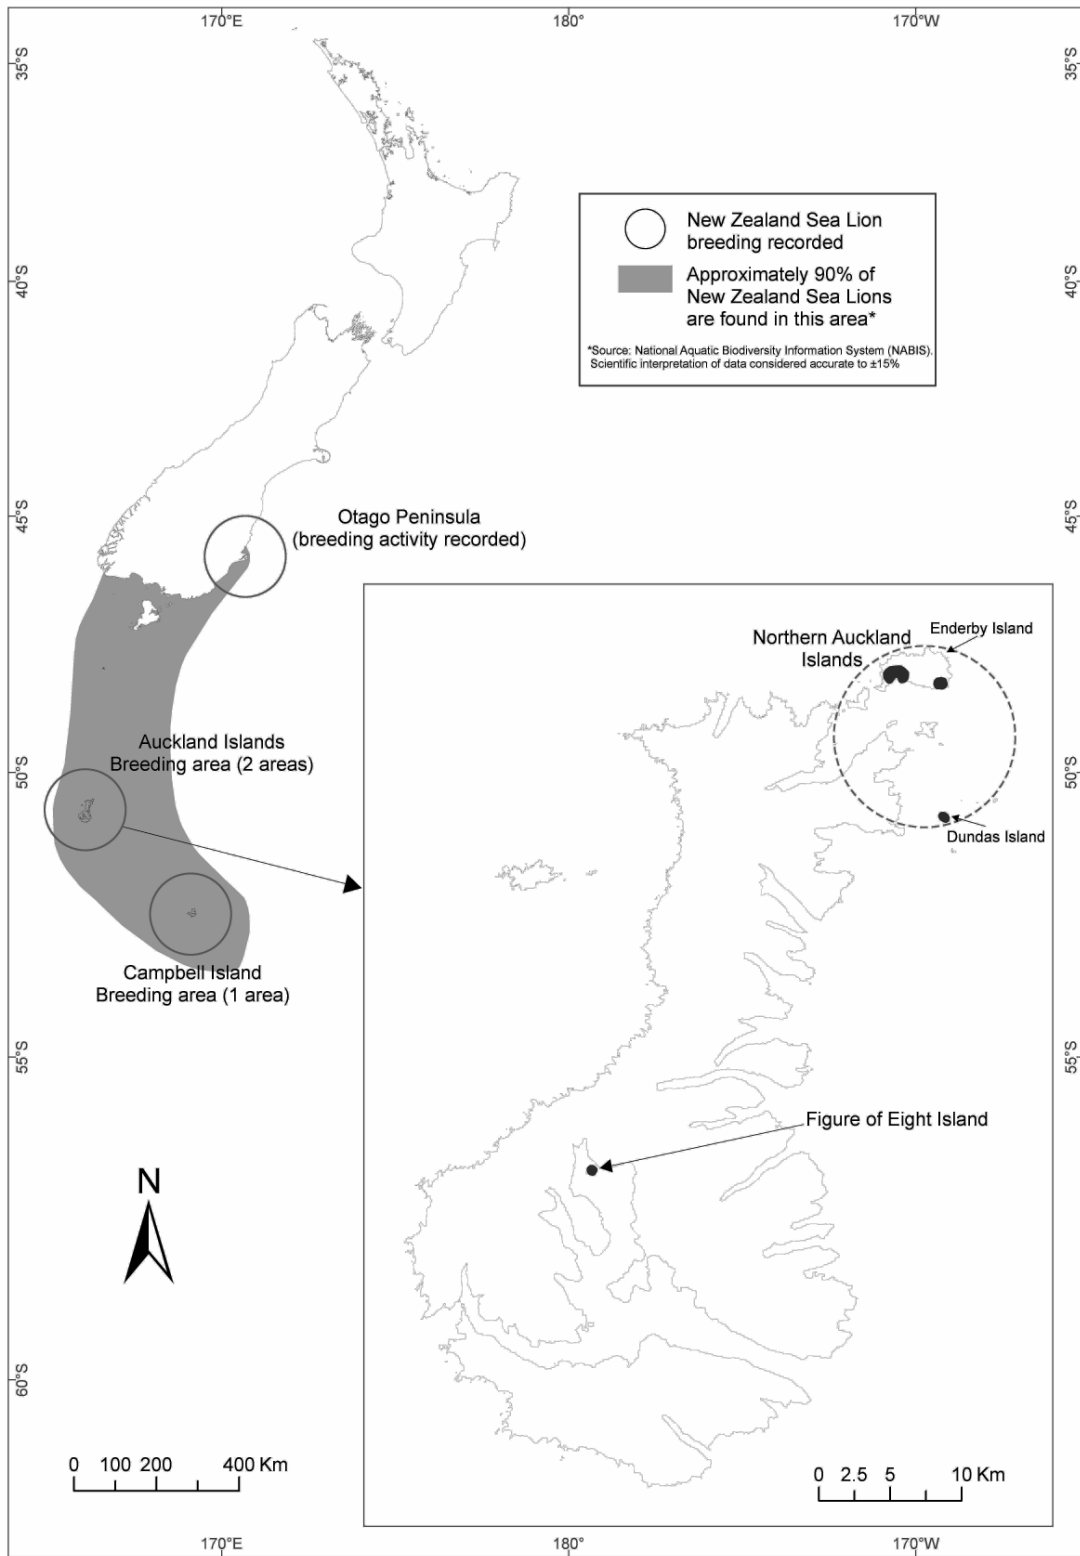 170°E
180°
170°W
35°S
35°S
New Zealand Sea Lion
breeding recorded
Approximately 90% of
New Zealand Sea Lions
are found in this area*
*Source: National Aquatic Biodiversity Information System (NABIS).
Scientific interpretation of data considered accurate to ±15%
40°S
40°S
45°S
45°S
Otago Peninsula
(breeding activity recorded)
Northern Auckland
Islands
Enderby Island
Auckland Islands
Breeding area (2 areas)
50°S
50°S
Dundas Island
Campbell Island
Breeding area (1 area)
55°S
55°S
Figure of Eight Island
N
60°S
60°S
0 100 200 400 Km
0 2.5 5 10 Km
170°E
180°
170°W